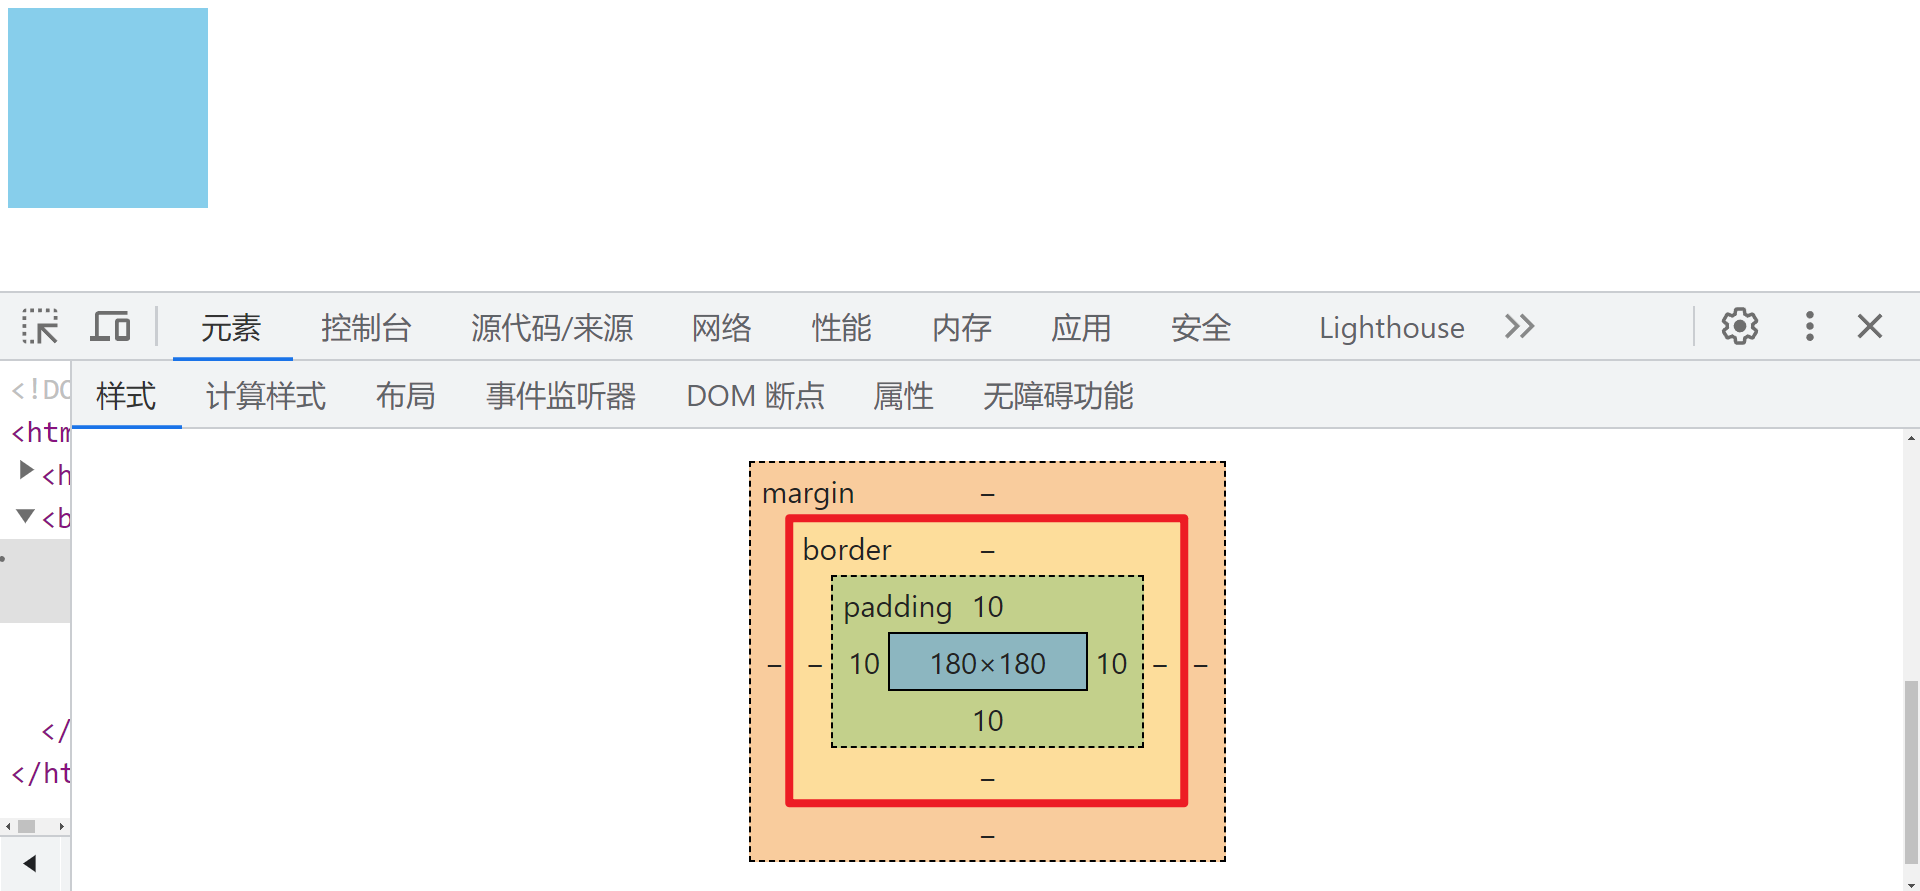 元素 控制台 源代码/来源 网络 性能 内存 应用 安全 Lighthouse
<!DO
样式 计算样式 布局 事件监听器 DOM 断点 属性 无障碍功能
<htm
<h
<b
</
</ht
margin –
border –
padding 10
– – 10 180×180 10 – –
10
–
–